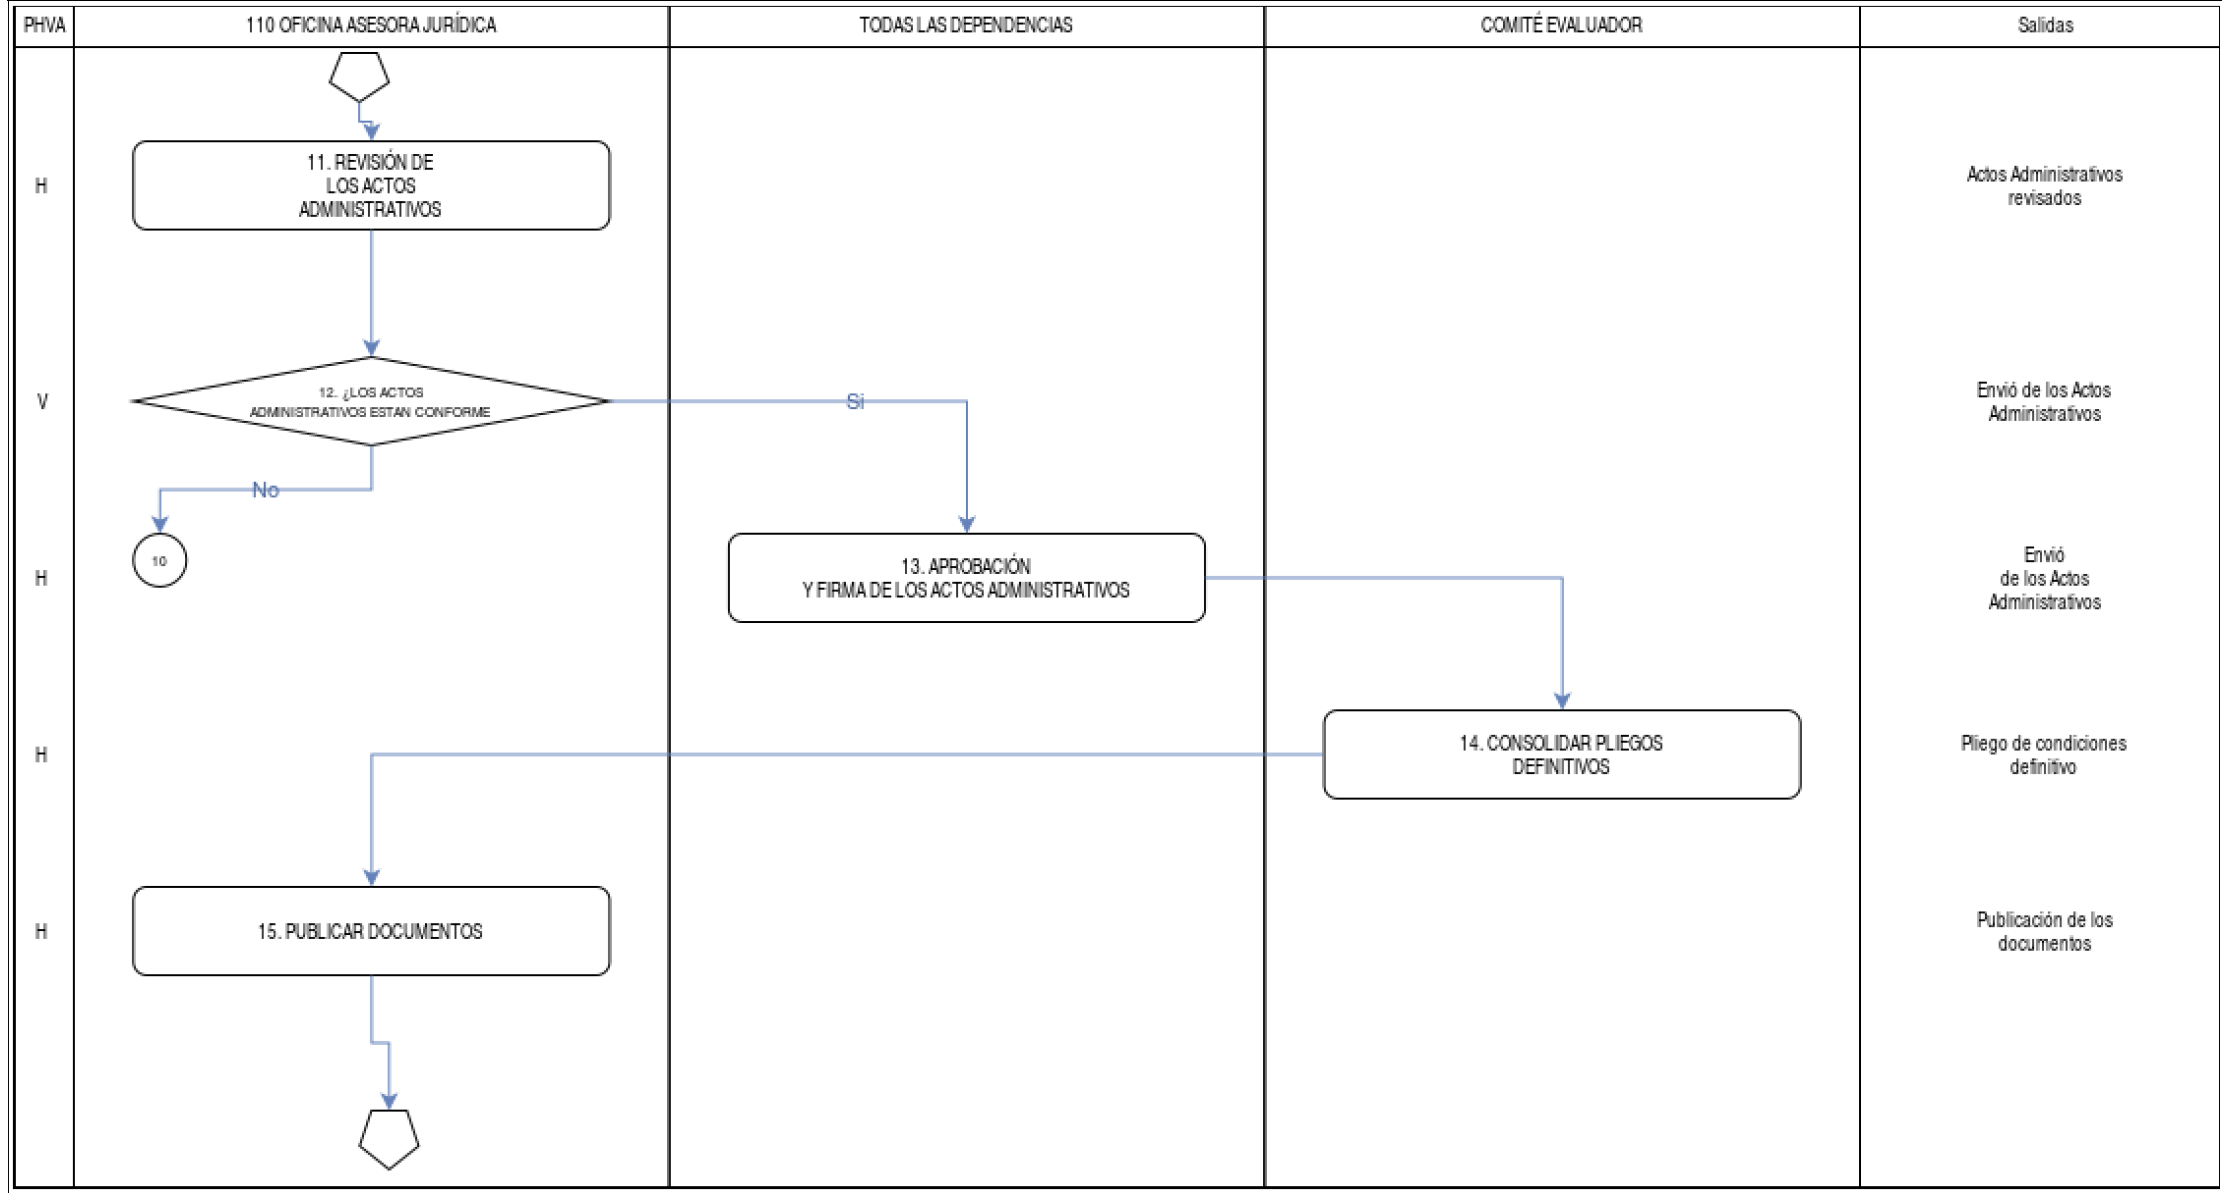 PHVA
110 OFICINA ASESORA JURÍDICA
TODAS LAS DEPENDENCIAS
COMITÉ EVALUADOR
Salidas
H
11. REVISIÓN DE
LOS ACTOS
ADMINISTRATIVOS
Actos Administrativos
revisados
V
12. ¿LOS ACTOS
ADMINISTRATIVOS ESTAN CONFORME
Si
Envió de los Actos
Administrativos
No
10
H
13. APROBACIÓN
Y FIRMA DE LOS ACTOS ADMINISTRATIVOS
Envió
de los Actos
Administrativos
H
14. CONSOLIDAR PLIEGOS
DEFINITIVOS
Pliego de condiciones
definitivo
H
15. PUBLICAR DOCUMENTOS
Publicación de los
documentos